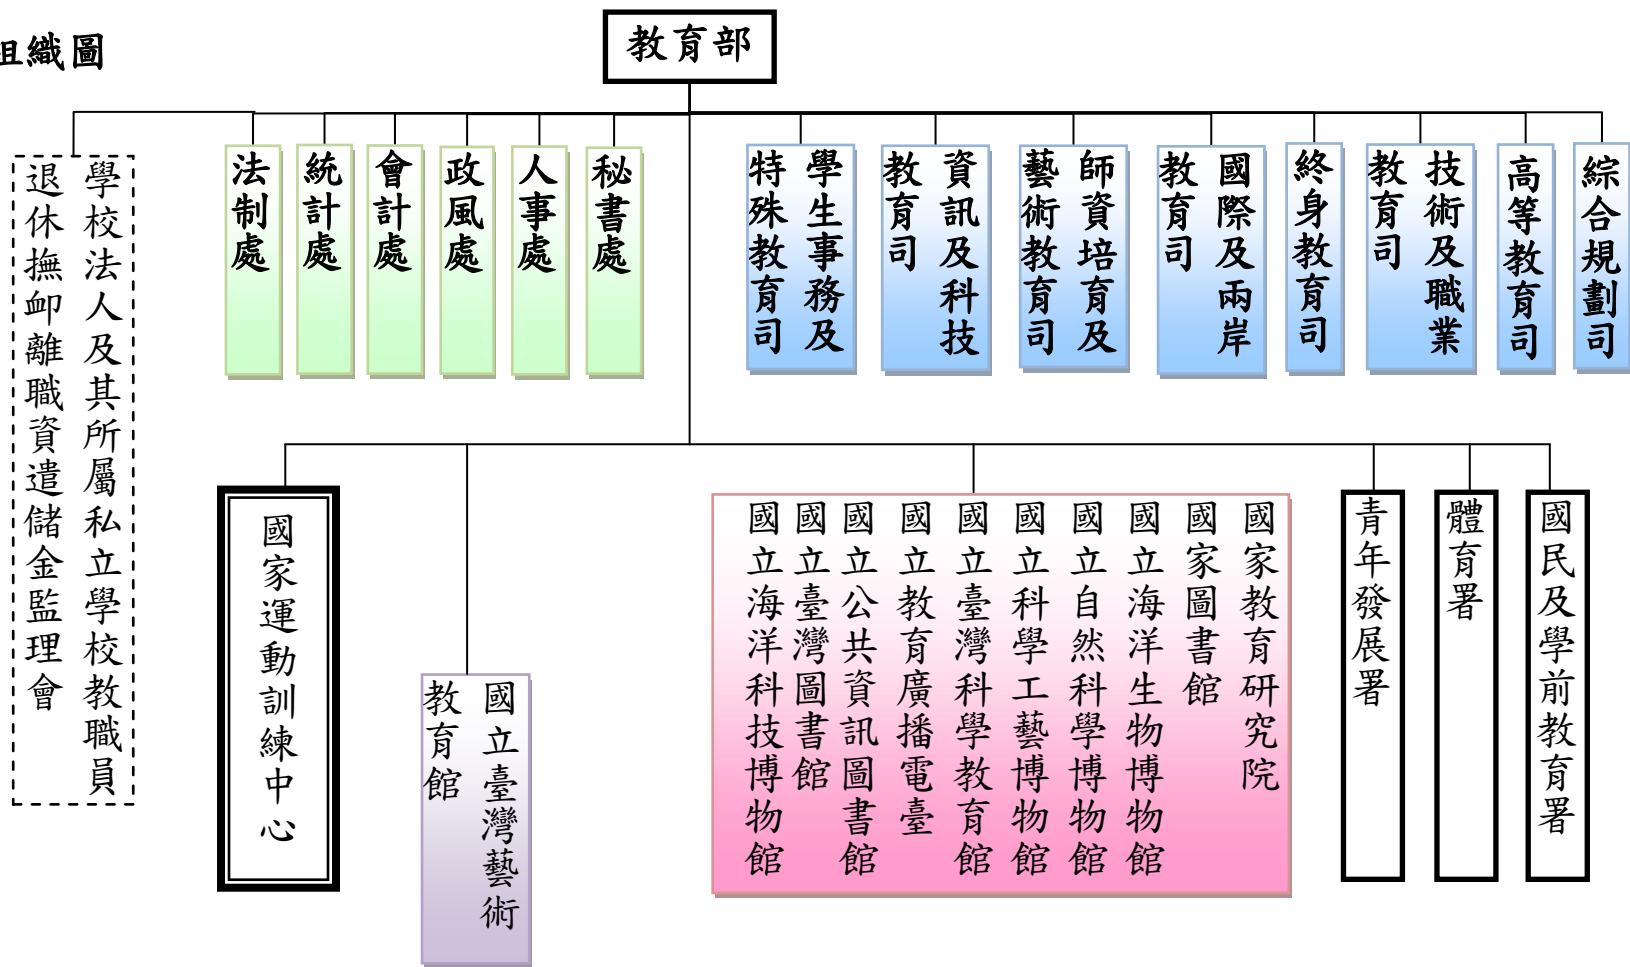 組織圖
教育部
綜合規劃司
高等教育司
技術及職業
教育司
終身教育司
國際及兩岸
教育司
師資培育及
藝術教育司
資訊及科技
教育司
學生事務及
特殊教育司
秘書處
人事處
政風處
會計處
統計處
法制處
學校法人及其所屬私立學校教職員
退休撫卹離職資遣儲金監理會
國民及學前教育署
體育署
青年發展署
國家教育研究院
國家圖書館
國立海洋生物博物館
國立自然科學博物館
國立科學工藝博物館
國立臺灣科學教育館
國立教育廣播電臺
國立公共資訊圖書館
國立臺灣圖書館
國立海洋科技博物館
國立臺灣藝術
教育館
國家運動訓練中心